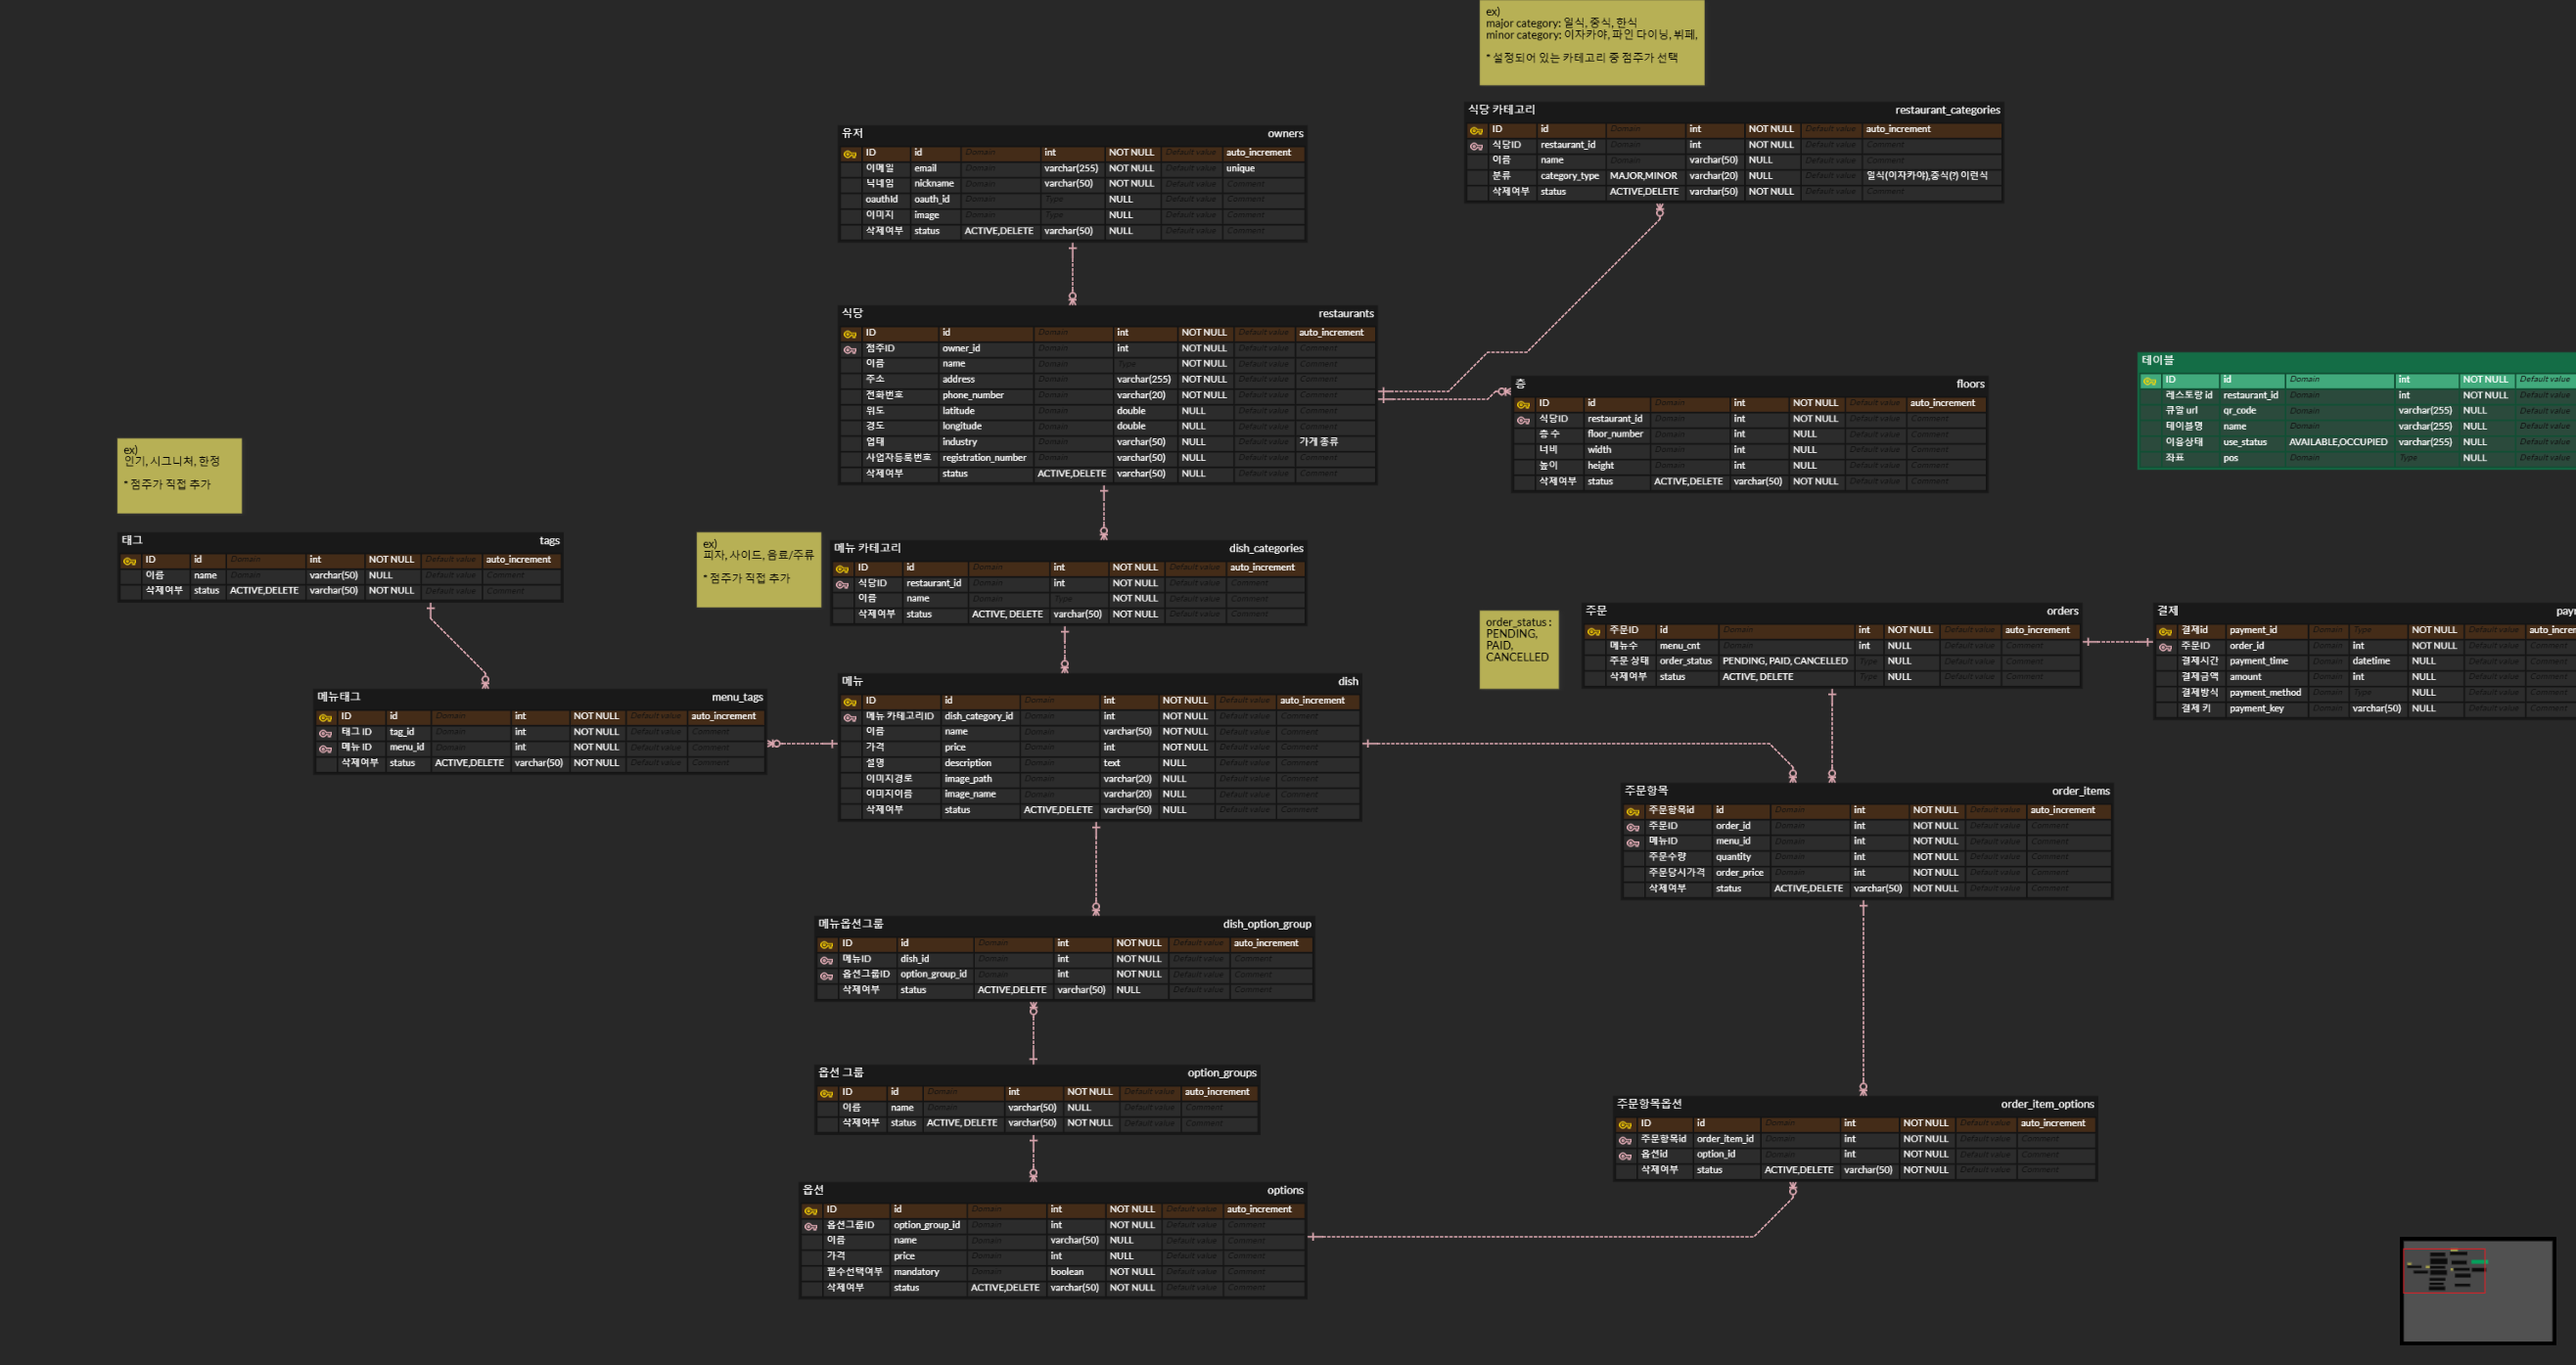 ex)
major category: 일식, 중식, 한식
minor category: 이자카야, 파인 다이닝, 뷔페,
* 설정되어 있는 카테고리 중 점주가 선택
식당 카테고리 restaurant_categories
ID id Domain int NOT NULL Default value auto_increment
식당ID restaurant_id Domain int NOT NULL Default value Comment
이름 name Domain varchar(50) NULL Default value Comment
분류 category_type MAJOR,MINOR varchar(20) NULL Default value 일식(이자카야),중식(?) 이런식
삭제여부 status ACTIVE,DELETE varchar(50) NOT NULL Default value Comment
유저 owners
ID id Domain int NOT NULL Default value auto_increment
이메일 email Domain varchar(255) NOT NULL Default value unique
닉네임 nickname Domain varchar(50) NOT NULL Default value Comment
oauthId oauth_id Domain Type NULL Default value Comment
이미지 image Domain Type NULL Default value Comment
삭제여부 status ACTIVE,DELETE varchar(50) NULL Default value Comment
식당 restaurants
ID id Domain int NOT NULL Default value auto_increment
점주ID owner_id Domain int NOT NULL Default value Comment
이름 name Domain Type NOT NULL Default value Comment
주소 address Domain varchar(255) NOT NULL Default value Comment
전화번호 phone_number Domain varchar(20) NOT NULL Default value Comment
위도 latitude Domain double NULL Default value Comment
경도 longitude Domain double NULL Default value Comment
업태 industry Domain varchar(50) NULL Default value 가게 종류
사업자등록번호 registration_number Domain varchar(50) NULL Default value Comment
삭제여부 status ACTIVE,DELETE varchar(50) NULL Default value Comment
층 floors
ID id Domain int NOT NULL Default value auto_increment
식당ID restaurant_id Domain int NOT NULL Default value Comment
층 수 floor_number Domain int NULL Default value Comment
너비 width Domain int NULL Default value Comment
높이 height Domain int NULL Default value Comment
삭제여부 status ACTIVE,DELETE varchar(50) NOT NULL Default value Comment
테이블
ID id Domain int NOT NULL Default value
레스토랑 id restaurant_id Domain int NOT NULL Default value
큐알 url qr_code Domain varchar(255) NULL Default value
테이블명 name Domain varchar(255) NULL Default value
이용상태 use_status AVAILABLE,OCCUPIED varchar(255) NULL Default value
좌표 pos Domain Type NULL Default value
ex)
인기, 시그니처, 한정
* 점주가 직접 추가
태그 tags
ID id Domain int NOT NULL Default value auto_increment
이름 name Domain varchar(50) NULL Default value Comment
삭제여부 status ACTIVE,DELETE varchar(50) NOT NULL Default value Comment
ex)
피자, 사이드, 음료/주류
* 점주가 직접 추가
메뉴 카테고리 dish_categories
ID id Domain int NOT NULL Default value auto_increment
식당ID restaurant_id Domain int NOT NULL Default value Comment
이름 name Domain Type NOT NULL Default value Comment
삭제여부 status ACTIVE, DELETE varchar(50) NOT NULL Default value Comment
order_status :
PENDING,
PAID,
CANCELLED
주문 orders
주문ID id Domain int NOT NULL Default value auto_increment
메뉴수 menu_cnt Domain int NULL Default value Comment
주문 상태 order_status PENDING, PAID, CANCELLED Type NULL Default value Comment
삭제여부 status ACTIVE, DELETE Type NULL Default value Comment
결제 payr
결제id payment_id Domain Type NOT NULL Default value auto_increr
주문ID order_id Domain int NOT NULL Default value Comment
결제시간 payment_time Domain datetime NULL Default value Comment
결제금액 amount Domain int NULL Default value Comment
결제방식 payment_method Domain Type NULL Default value Comment
결제 키 payment_key Domain varchar(50) NULL Default value Comment
메뉴태그 menu_tags
ID id Domain int NOT NULL Default value auto_increment
태그 ID tag_id Domain int NOT NULL Default value Comment
메뉴 ID menu_id Domain int NOT NULL Default value Comment
삭제여부 status ACTIVE,DELETE varchar(50) NOT NULL Default value Comment
메뉴 dish
ID id Domain int NOT NULL Default value auto_increment
메뉴 카테고리ID dish_category_id Domain int NOT NULL Default value Comment
이름 name Domain varchar(50) NOT NULL Default value Comment
가격 price Domain int NOT NULL Default value Comment
설명 description Domain text NULL Default value Comment
이미지경로 image_path Domain varchar(20) NULL Default value Comment
이미지이름 image_name Domain varchar(20) NULL Default value Comment
삭제여부 status ACTIVE,DELETE varchar(50) NULL Default value Comment
주문항목 order_items
주문항목id id Domain int NOT NULL Default value auto_increment
주문ID order_id Domain int NOT NULL Default value Comment
메뉴ID menu_id Domain int NOT NULL Default value Comment
주문수량 quantity Domain int NOT NULL Default value Comment
주문당시가격 order_price Domain int NOT NULL Default value Comment
삭제여부 status ACTIVE,DELETE varchar(50) NOT NULL Default value Comment
메뉴옵션그룹 dish_option_group
ID id Domain int NOT NULL Default value auto_increment
메뉴ID dish_id Domain int NOT NULL Default value Comment
옵션그룹ID option_group_id Domain int NOT NULL Default value Comment
삭제여부 status ACTIVE,DELETE varchar(50) NULL Default value Comment
옵션 그룹 option_groups
ID id Domain int NOT NULL Default value auto_increment
이름 name Domain varchar(50) NULL Default value Comment
삭제여부 status ACTIVE, DELETE varchar(50) NOT NULL Default value Comment
주문항목옵션 order_item_options
ID id Domain int NOT NULL Default value auto_increment
주문항목id order_item_id Domain int NOT NULL Default value Comment
옵션id option_id Domain int NOT NULL Default value Comment
삭제여부 status ACTIVE,DELETE varchar(50) NOT NULL Default value Comment
옵션 options
ID id Domain int NOT NULL Default value auto_increment
옵션그룹ID option_group_id Domain int NOT NULL Default value Comment
이름 name Domain varchar(50) NULL Default value Comment
가격 price Domain int NULL Default value Comment
필수선택여부 mandatory Domain boolean NOT NULL Default value Comment
삭제여부 status ACTIVE,DELETE varchar(50) NOT NULL Default value Comment